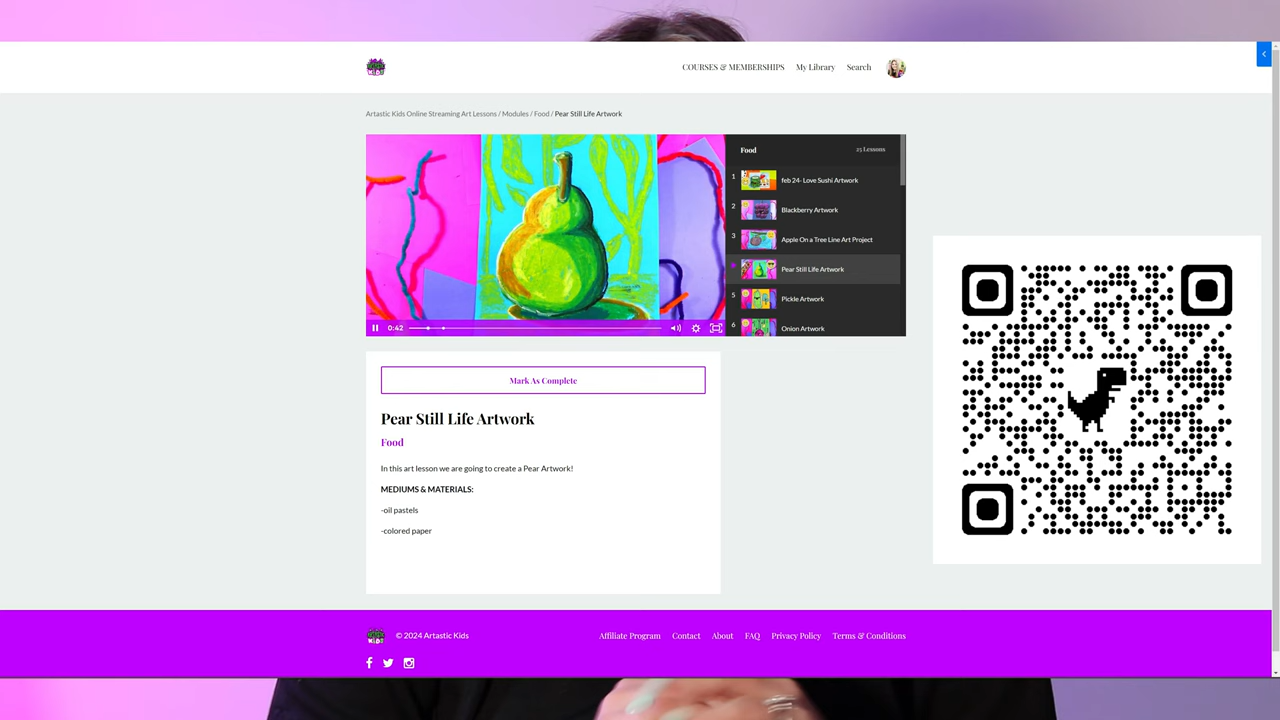 COURSES & MEMBERSHIPS My Library Search
Artastic Kids Online Streaming Art Lessons / Modules / Food / Pear Still Life Artwork
Food 23 Lessons
1 feb 24- Love Sushi Artwork
2 Blackberry Artwork
3 Apple On a Tree Line Art Project
Pear Still Life Artwork
5 Pickle Artwork
6 Onion Artwork
0:42
Mark As Complete
Pear Still Life Artwork
Food
In this art lesson we are going to create a Pear Artwork!
MEDIUMS & MATERIALS:
-oil pastels
-colored paper
© 2024 Artastic Kids
Affiliate Program Contact About FAQ Privacy Policy Terms & Conditions